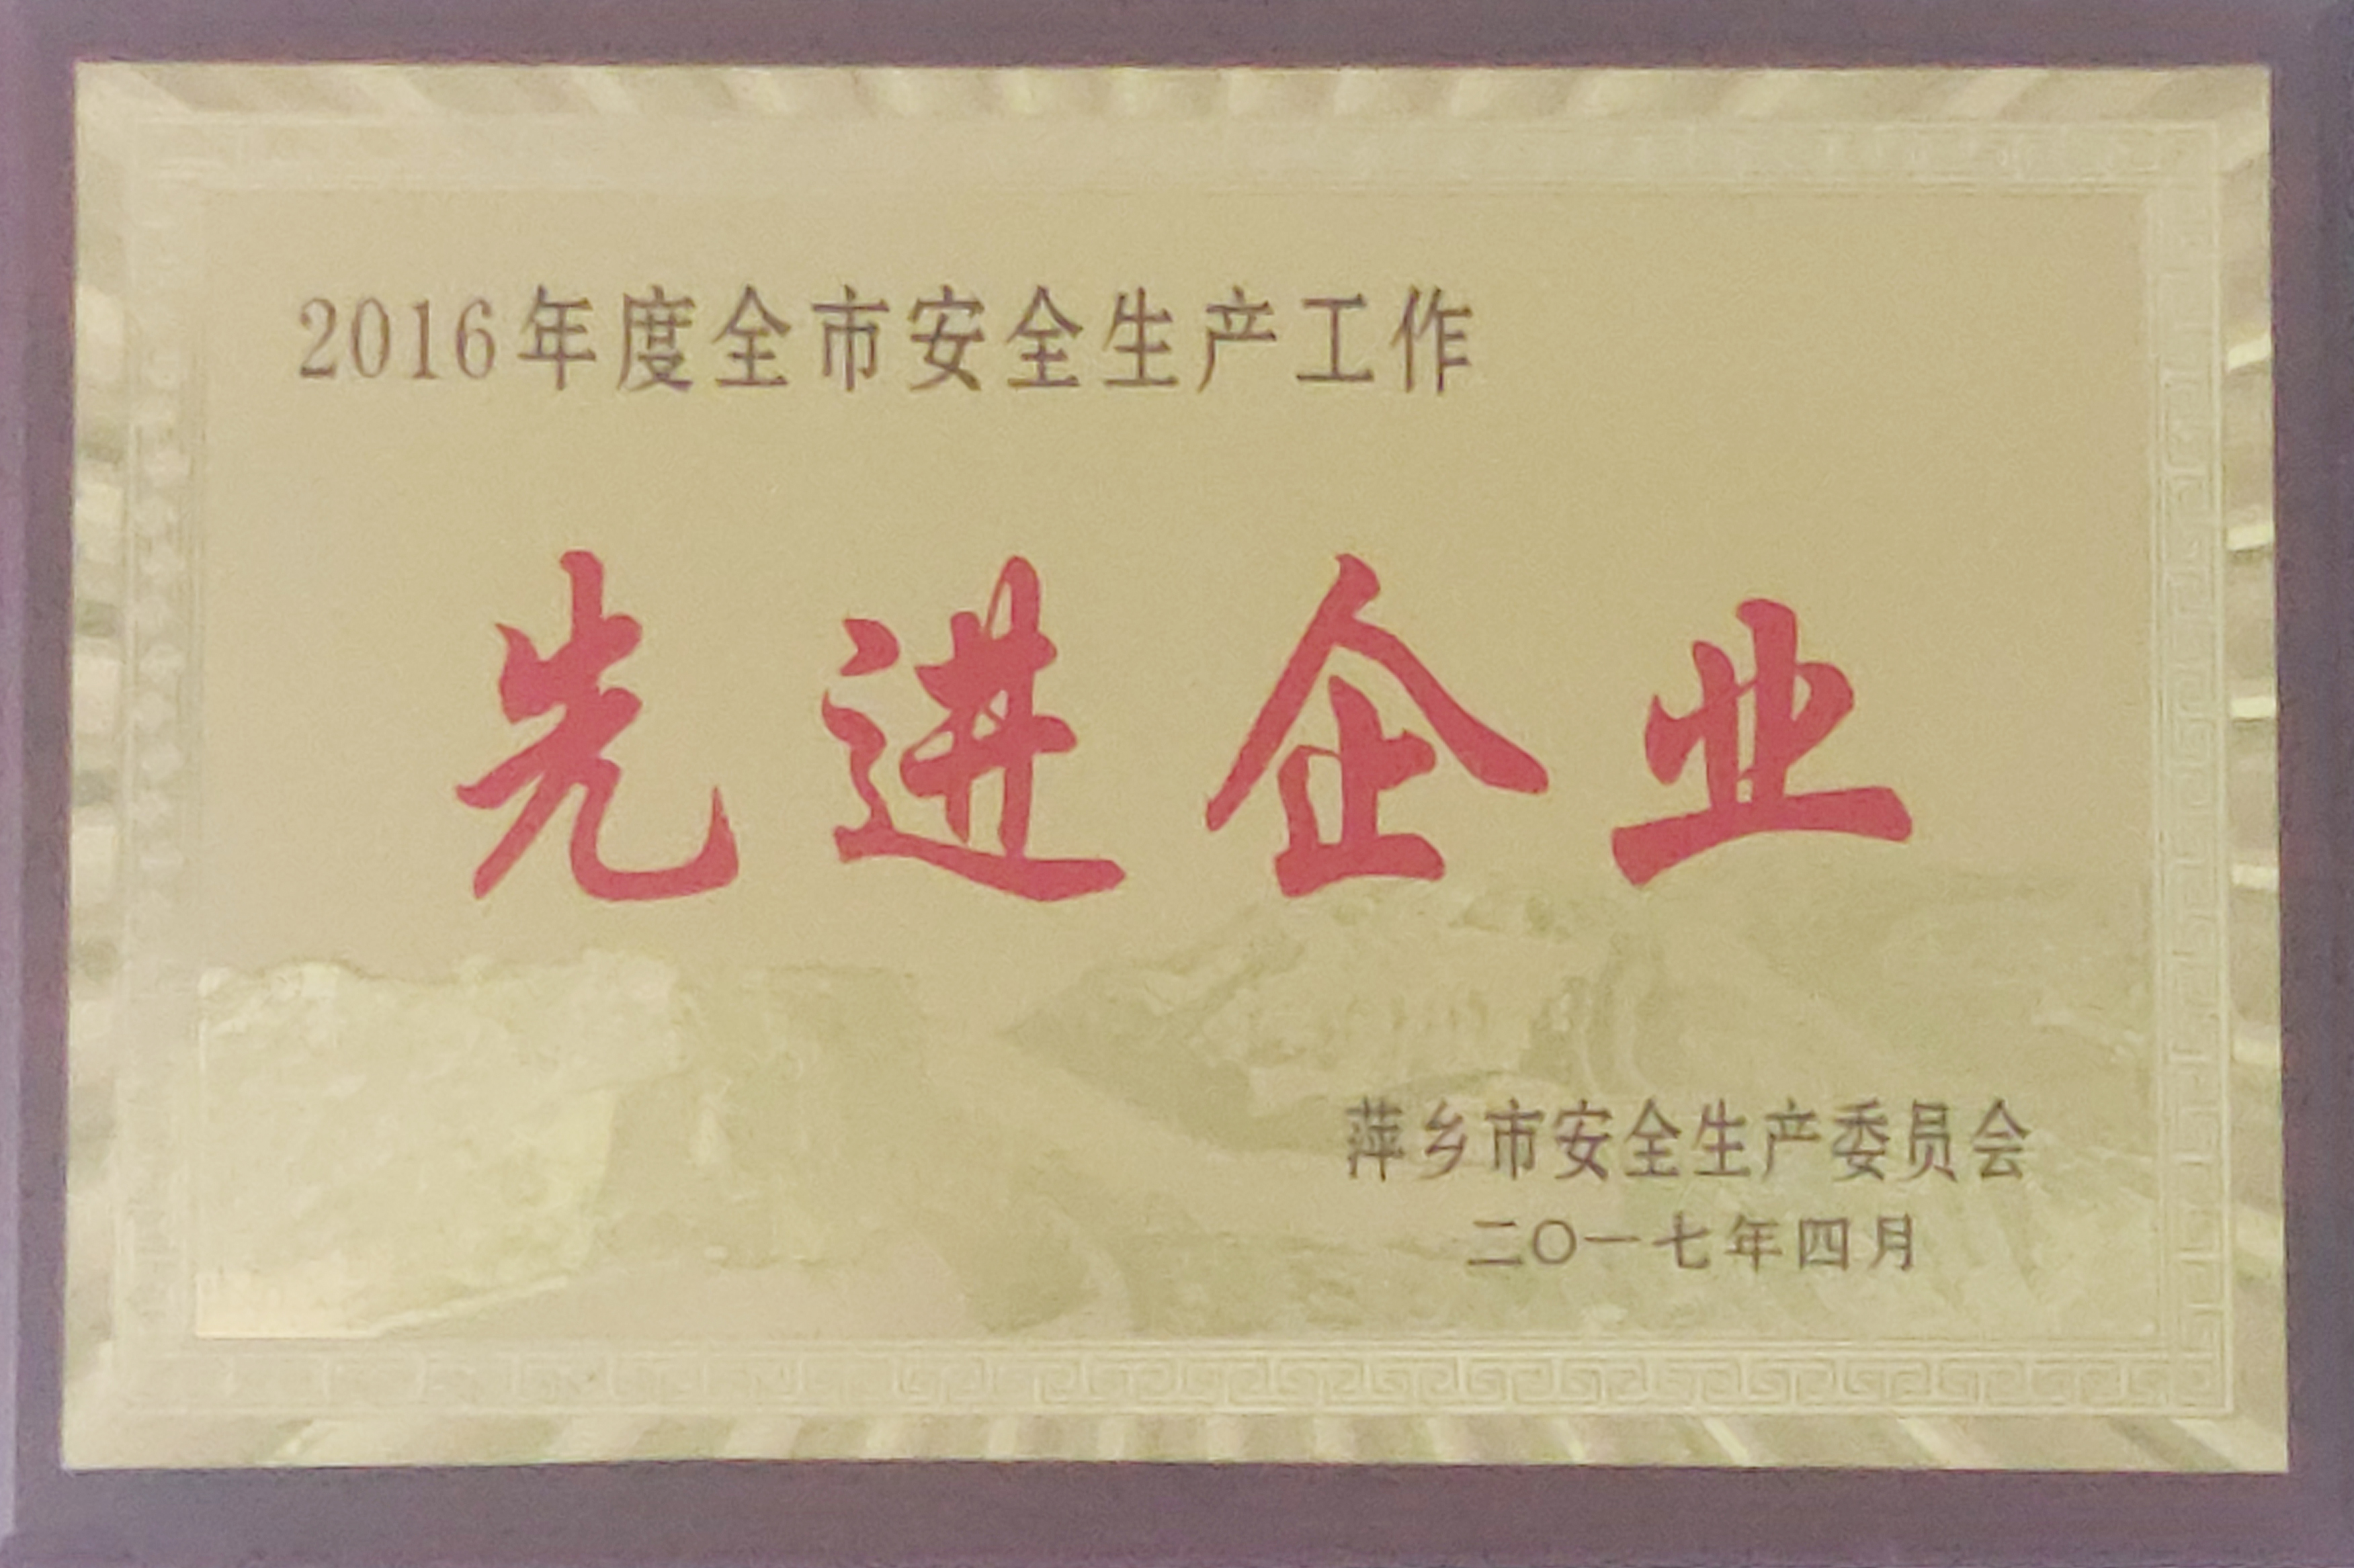 2016年度全市安全生产工作
先进企业
萍乡市安全生产委员会
二〇一七年四月